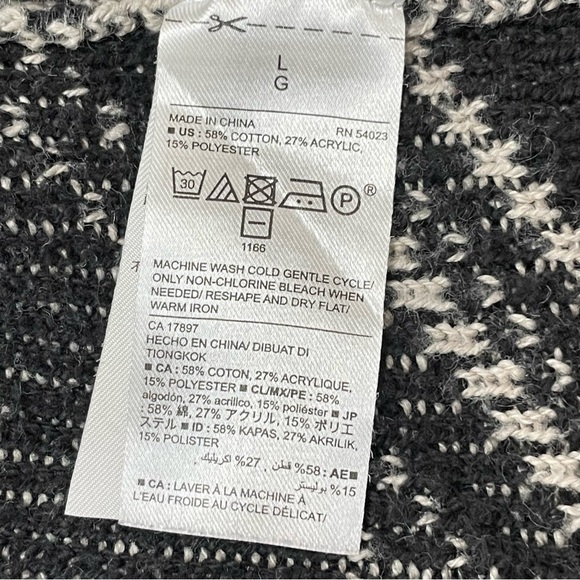 L
G
MADE IN CHINA RN 54023
■ US : 58% COTTON, 27% ACRYLIC,
15% POLYESTER
30 P ®
1166
MACHINE WASH COLD GENTLE CYCLE/
ONLY NON-CHLORINE BLEACH WHEN
NEEDED/ RESHAPE AND DRY FLAT/
WARM IRON
CA 17897
HECHO EN CHINA/ DIBUAT DI
TIONGKOK
■ CA : 58% COTON, 27% ACRYLIQUE,
15% POLYESTER ■ CL/MX/PE : 58%
algodón, 27% acrílico, 15% poliéster ■ JP
: 58% 綿, 27% アクリル, 15% ポリエ
ステル ■ ID : 58% KAPAS, 27% AKRILIK,
15% POLISTER
■AE : 58% قطن , 27% اكريليك,
15% بوليستر
■ CA : LAVER À LA MACHINE À
L'EAU FROIDE AU CYCLE DÉLICAT/